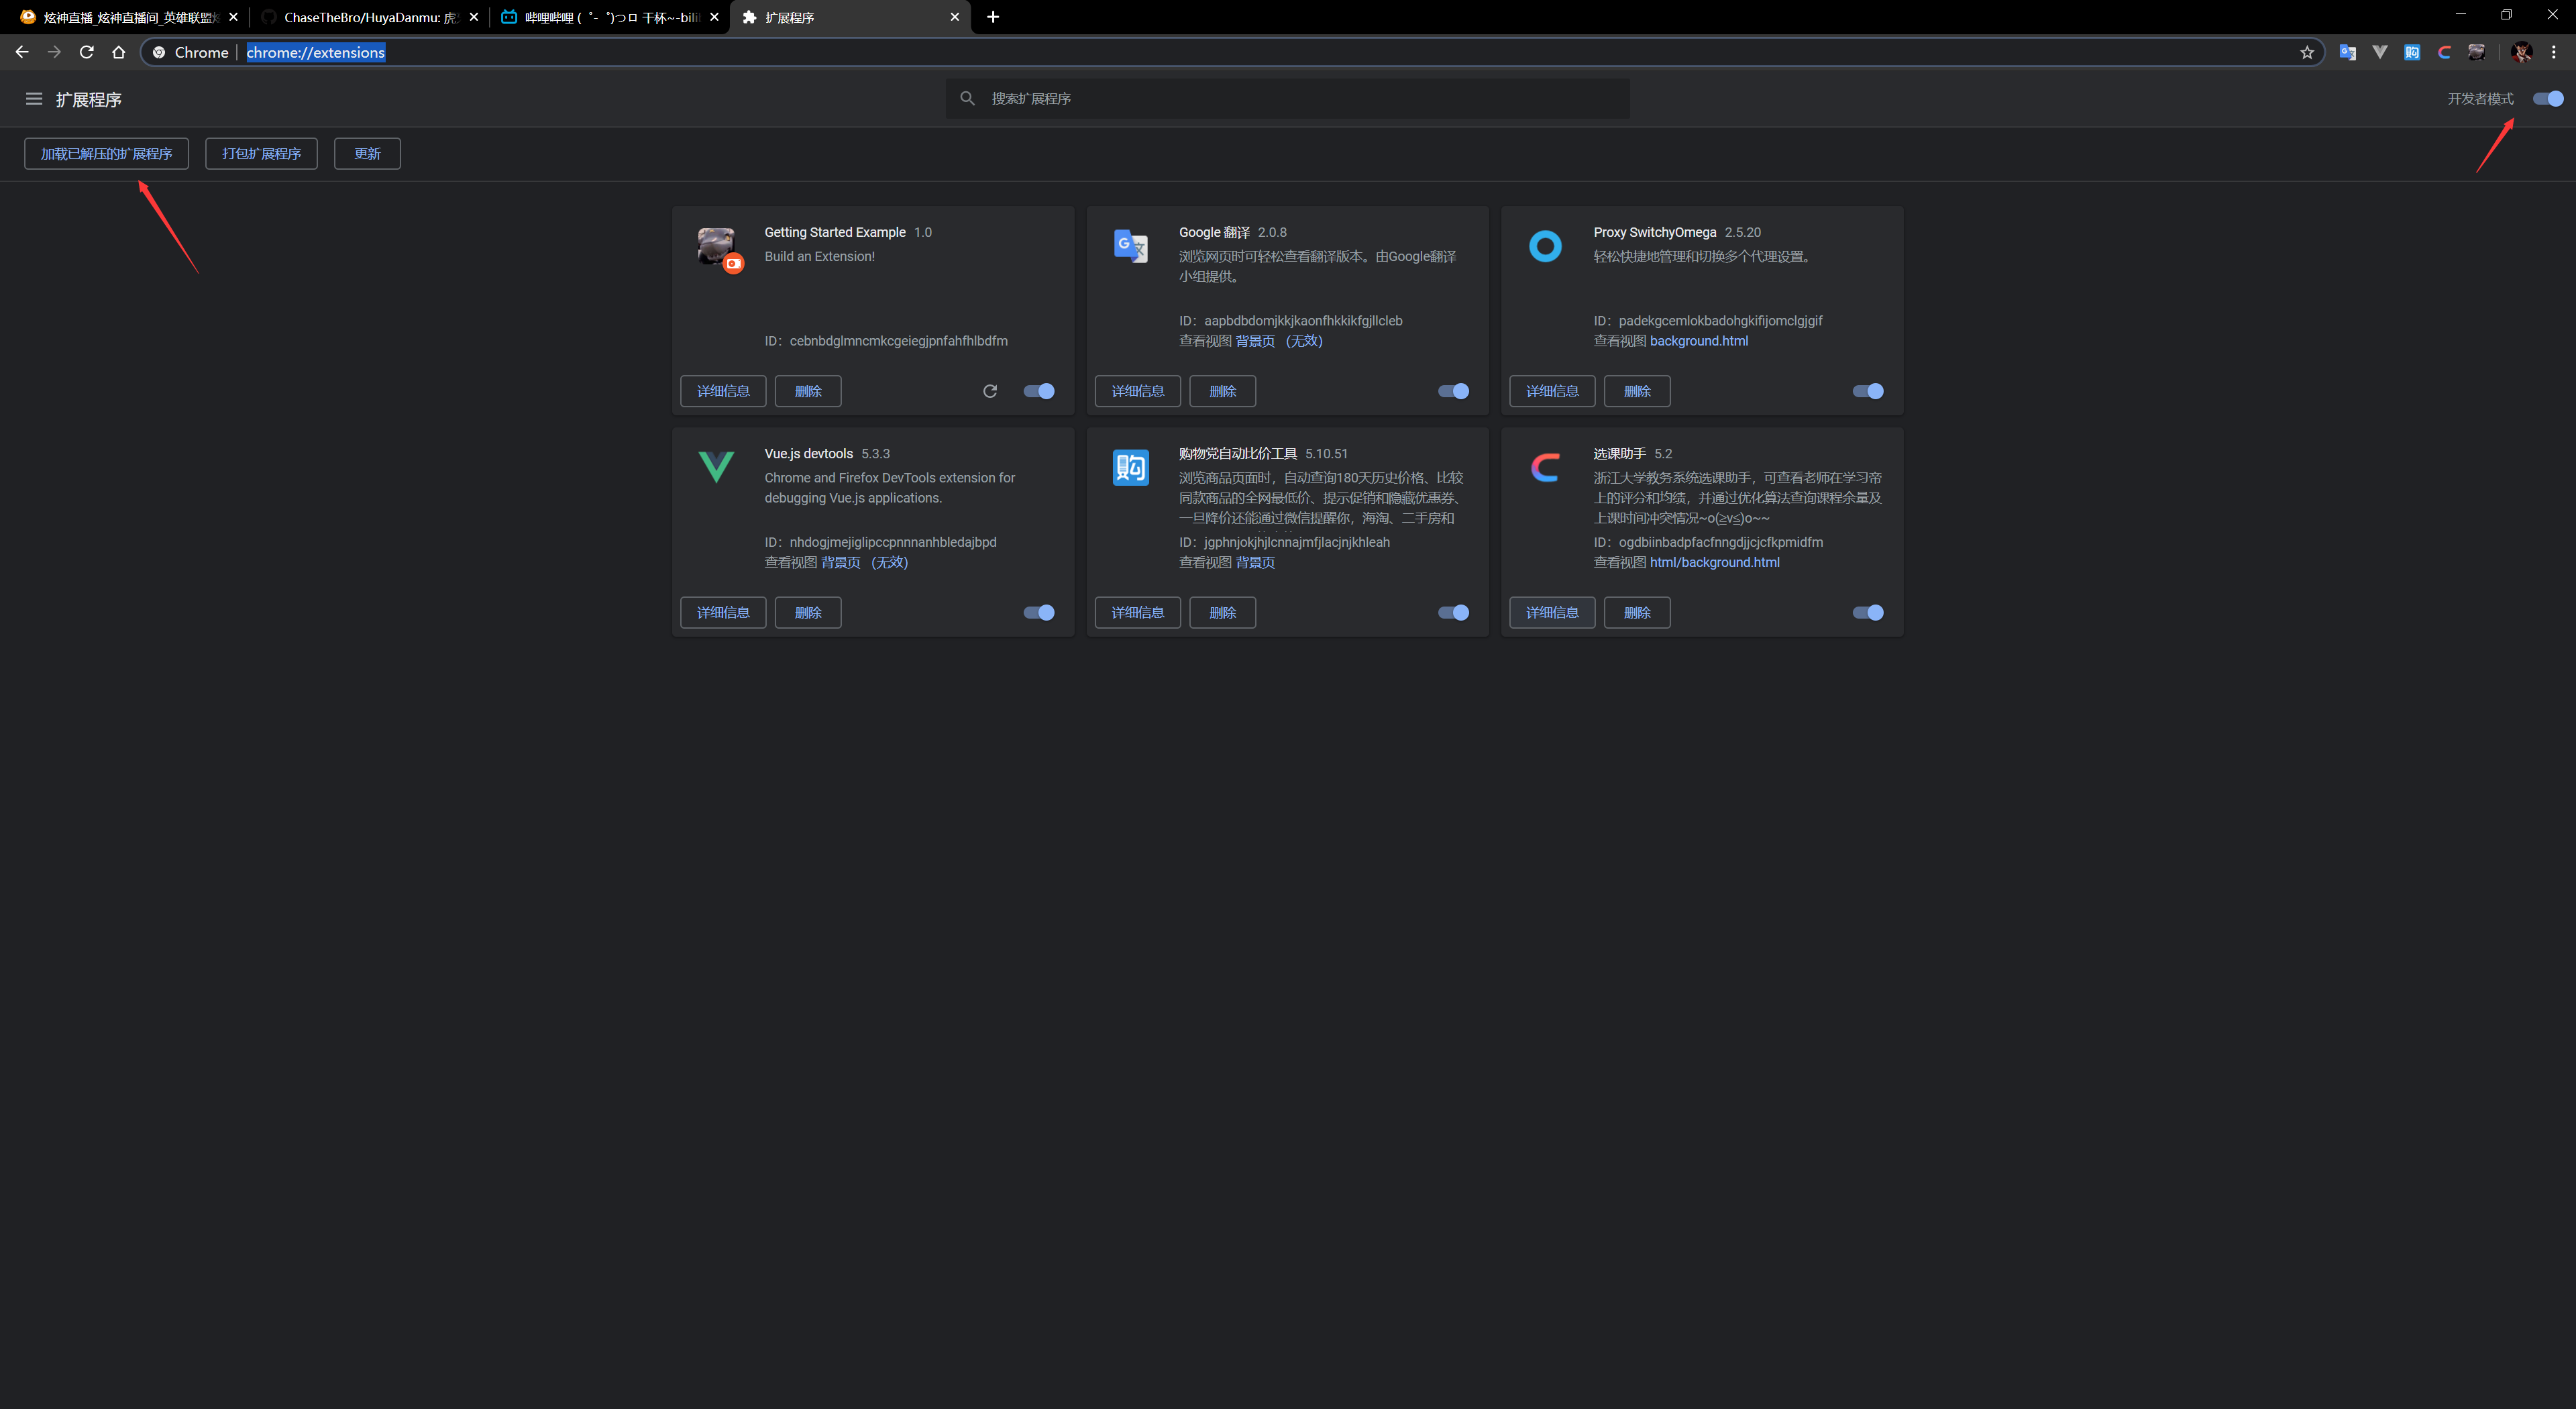 炫神直播_炫神直播间_英雄联盟
ChaseTheBro/HuyaDanmu: 虎
哔哩哔哩 ( ゜- ゜)つロ 干杯~-bili
扩展程序
Chrome | chrome://extensions
扩展程序
搜索扩展程序
开发者模式
加载已解压的扩展程序
打包扩展程序
更新
Getting Started Example 1.0
Build an Extension!
ID：cebnbdglmncmkcgeiegjpnfahfhlbdfm
详细信息
删除
Google 翻译 2.0.8
浏览网页时可轻松查看翻译版本。由Google翻译
小组提供。
ID：aapbdbdomjkkjkaonfhkkikfgjllcleb
查看视图 背景页 （无效）
详细信息
删除
Proxy SwitchyOmega 2.5.20
轻松快捷地管理和切换多个代理设置。
ID：padekgcemlokbadohgkifijomclgjgif
查看视图 background.html
详细信息
删除
Vue.js devtools 5.3.3
Chrome and Firefox DevTools extension for
debugging Vue.js applications.
ID：nhdogjmejiglipccpnnnanhbledajbpd
查看视图 背景页 （无效）
详细信息
删除
购
购物党自动比价工具 5.10.51
浏览商品页面时，自动查询180天历史价格、比较
同款商品的全网最低价、提示促销和隐藏优惠券、
一旦降价还能通过微信提醒你，海淘、二手房和
ID：jgphnjokjhjlcnnajmfjlacjnjkhleah
查看视图 背景页
详细信息
删除
选课助手 5.2
浙江大学教务系统选课助手，可查看老师在学习帝
上的评分和均绩，并通过优化算法查询课程余量及
上课时间冲突情况~o(≥v≤)o~~
ID：ogdbiinbadpfacfnngdjjcjcfkpmidfm
查看视图 html/background.html
详细信息
删除